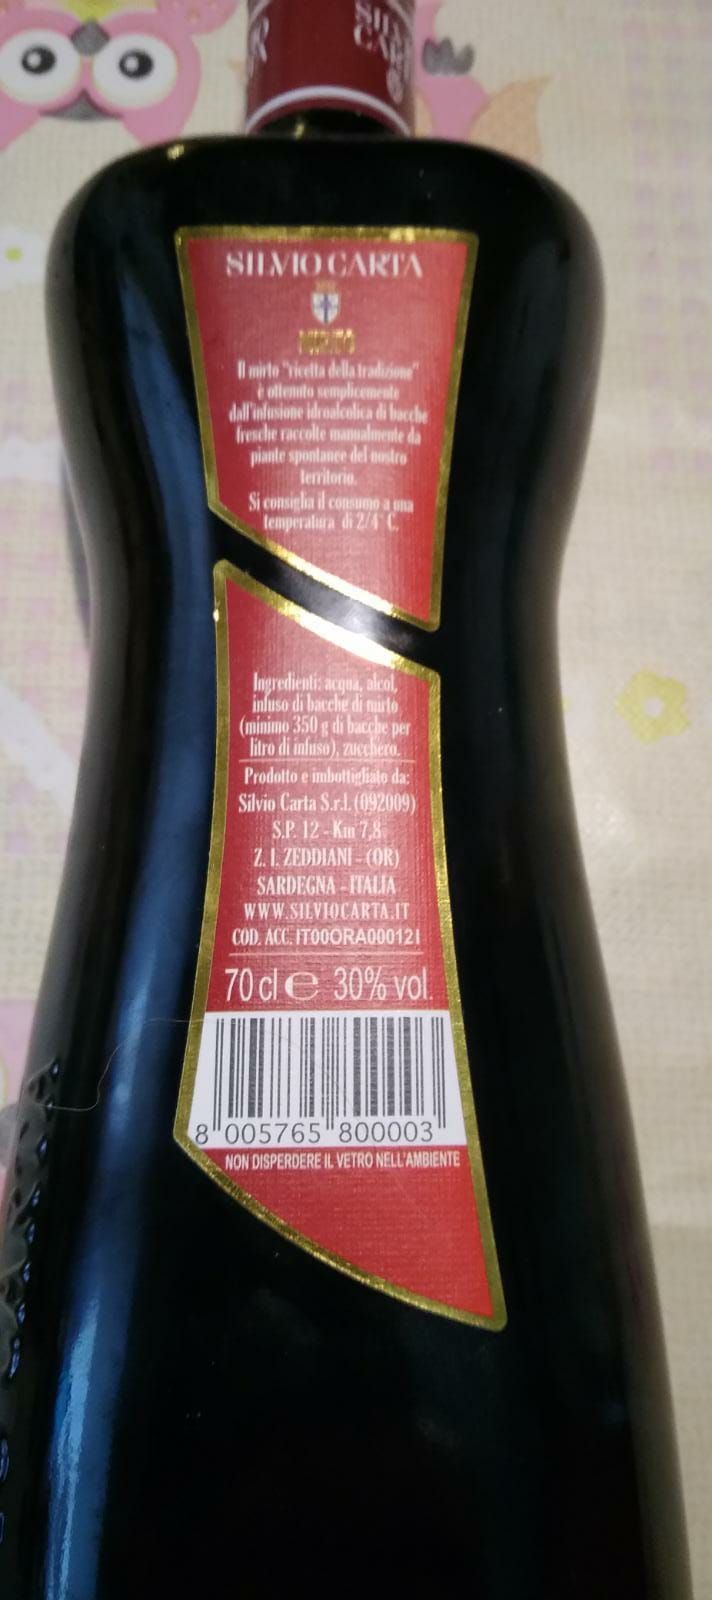 SILVIO CARTA
MIRTO
Il mirto "ricetta della tradizione"
è ottenuto semplicemente
dall'infusione idroalcolica di bacche
fresche raccolte manualmente da
piante spontanee del nostro
territorio.
Si consiglia il consumo a una
temperatura di 2/4° C.
Ingredienti: acqua, alcol,
infuso di bacche di mirto
(minimo 350 g di bacche per
litro di infuso), zucchero.
Prodotto e imbottigliato da:
Silvio Carta S.r.l. (092009)
S.P. 12 - Km 7,8
Z. I. ZEDDIANI - (OR)
SARDEGNA - ITALIA
WWW.SILVIOCARTA.IT
COD. ACC. IT00ORA000121
70 cl e 30% vol.
8 005765 800003
NON DISPERDERE IL VETRO NELL'AMBIENTE